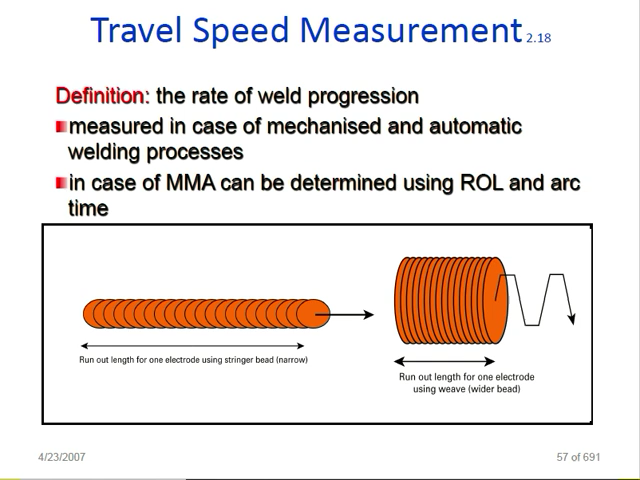 Travel Speed Measurement 2.18
Definition: the rate of weld progression
measured in case of mechanised and automatic
welding processes
in case of MMA can be determined using ROL and arc
time
Run out length for one electrode using stringer bead (narrow)
Run out length for one electrode
using weave (wider bead)
4/23/2007
57 of 691